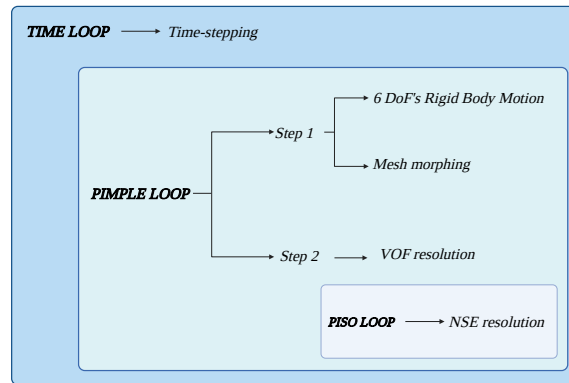 TIME LOOP Time-stepping
6 DoF's Rigid Body Motion
Step 1
Mesh morphing
PIMPLE LOOP
Step 2 VOF resolution
PISO LOOP NSE resolution